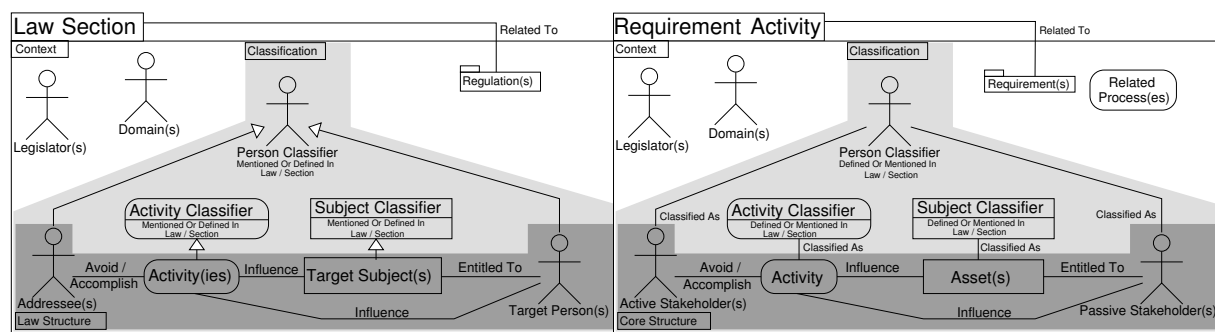 Law Section
Related To
Context
Classification
Regulation(s)
Legislator(s)
Domain(s)
Person Classifier
Mentioned Or Defined In
Law / Section
Activity Classifier
Mentioned Or Defined In
Law / Section
Subject Classifier
Mentioned Or Defined In
Law / Section
Avoid /
Accomplish
Activity(ies)
Influence
Target Subject(s)
Entitled To
Addressee(s)
Influence
Target Person(s)
Law Structure
Requirement Activity
Related To
Context
Classification
Requirement(s)
Related
Process(es)
Legislator(s)
Domain(s)
Person Classifier
Defined Or Mentioned In
Law / Section
Classified As
Activity Classifier
Defined Or Mentioned In
Law / Section
Subject Classifier
Defined Or Mentioned In
Law / Section
Classified As
Classified As
Classified As
Avoid /
Accomplish
Activity
Influence
Asset(s)
Entitled To
Active Stakeholder(s)
Influence
Passive Stakeholder(s)
Core Structure